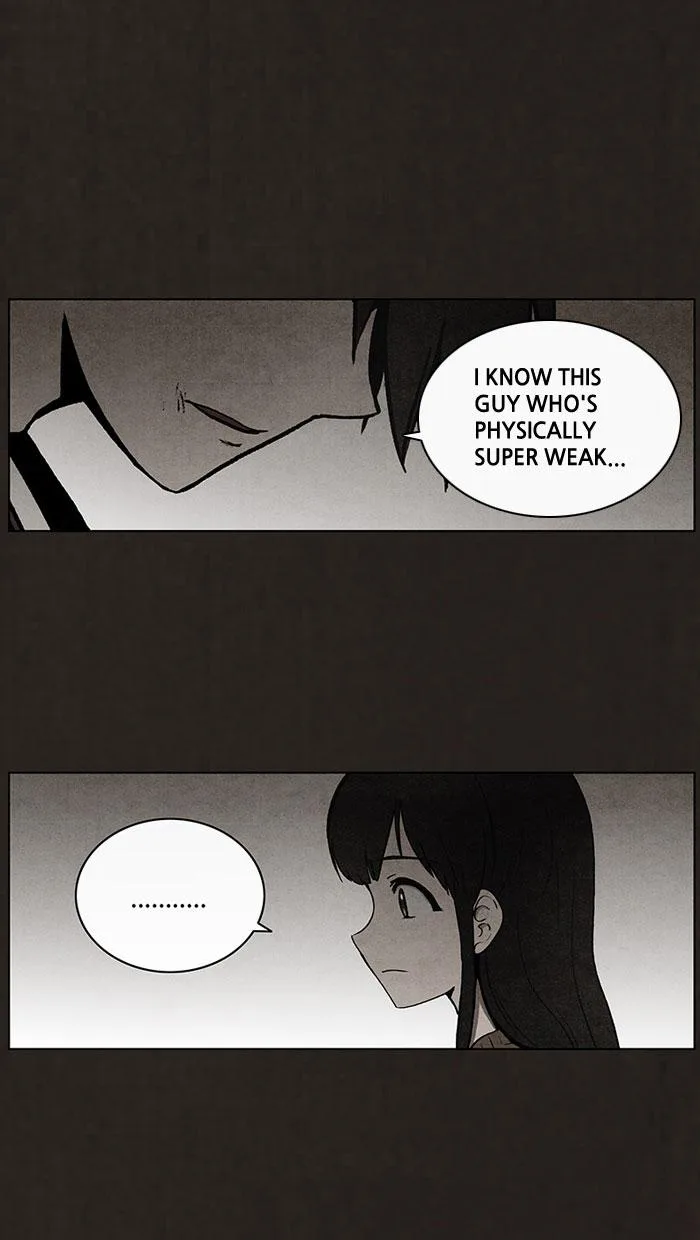 I KNOW THIS
GUY WHO'S
PHYSICALLY
SUPER WEAK...
...........